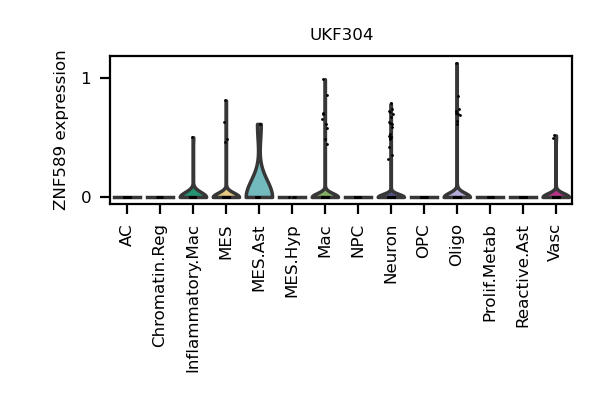 UKF304
ZNF589 expression
1
0
AC
Chromatin.Reg
Inflammatory.Mac
MES
MES.Ast
MES.Hyp
Mac
NPC
Neuron
OPC
Oligo
Prolif.Metab
Reactive.Ast
Vasc